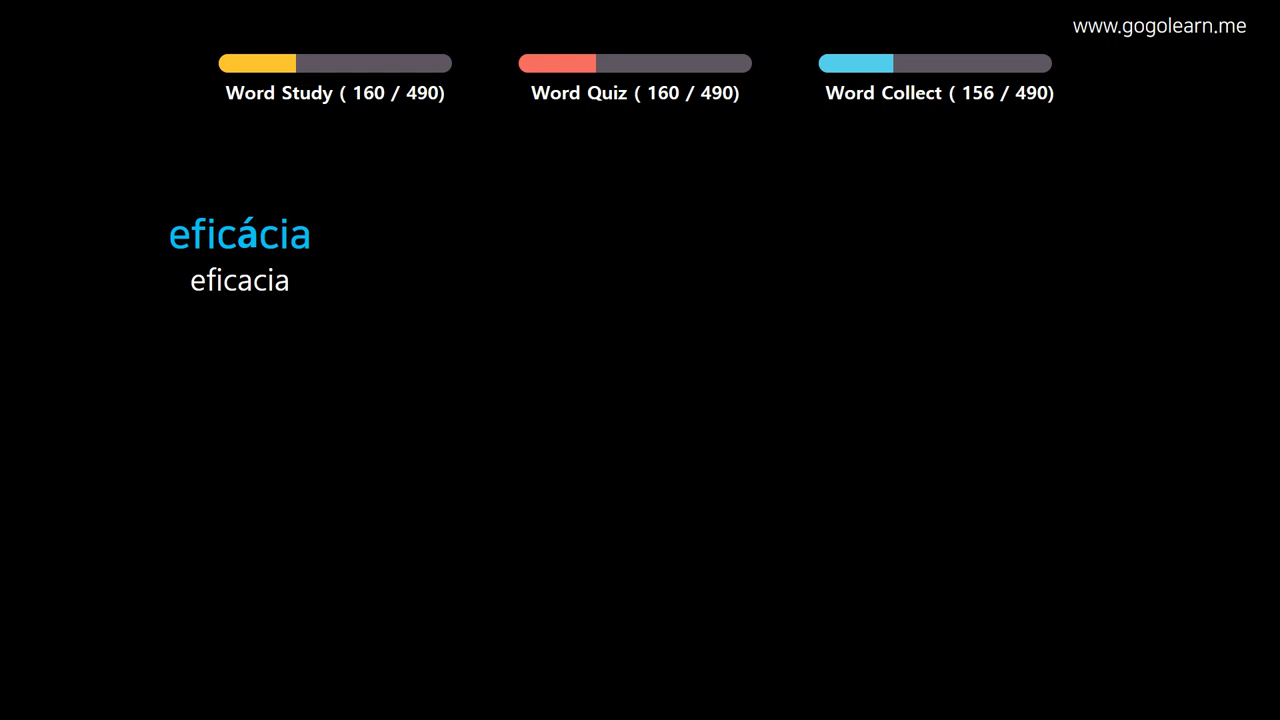 www.gogolearn.me
Word Study ( 160 / 490)
Word Quiz ( 160 / 490)
Word Collect ( 156 / 490)
eficácia
eficacia